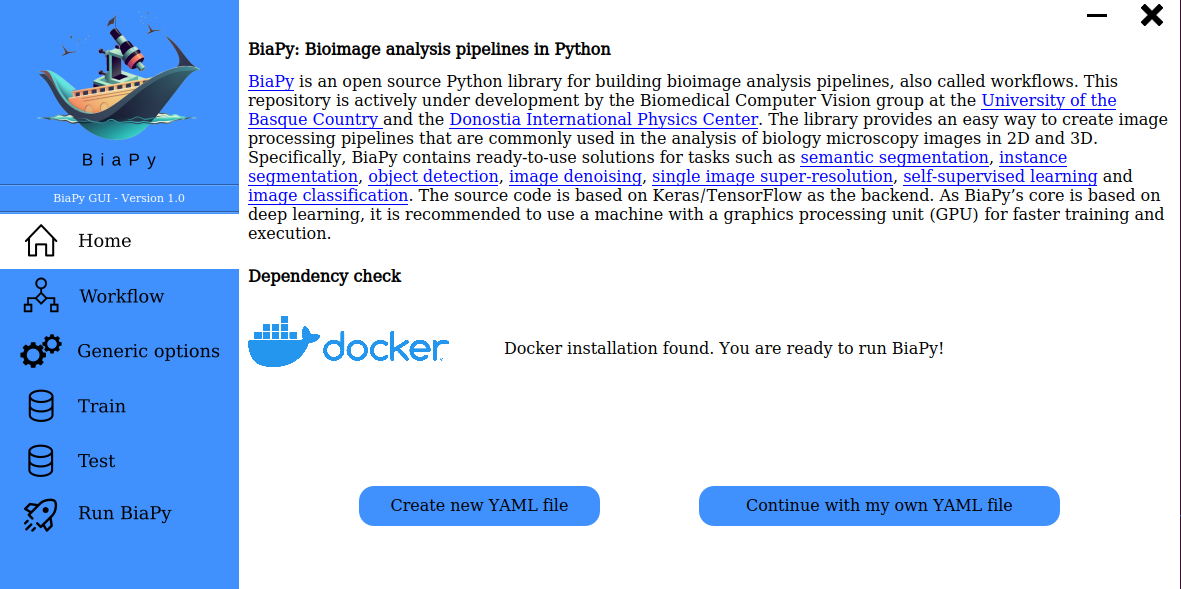 BiaPy
BiaPy GUI - Version 1.0
Home
Workflow
Generic options
Train
Test
Run BiaPy
BiaPy: Bioimage analysis pipelines in Python
BiaPy is an open source Python library for building bioimage analysis pipelines, also called workflows. This
repository is actively under development by the Biomedical Computer Vision group at the University of the
Basque Country and the Donostia International Physics Center. The library provides an easy way to create image
processing pipelines that are commonly used in the analysis of biology microscopy images in 2D and 3D.
Specifically, BiaPy contains ready-to-use solutions for tasks such as semantic segmentation, instance
segmentation, object detection, image denoising, single image super-resolution, self-supervised learning and
image classification. The source code is based on Keras/TensorFlow as the backend. As BiaPy’s core is based on
deep learning, it is recommended to use a machine with a graphics processing unit (GPU) for faster training and
execution.
Dependency check
docker
Docker installation found. You are ready to run BiaPy!
Create new YAML file
Continue with my own YAML file